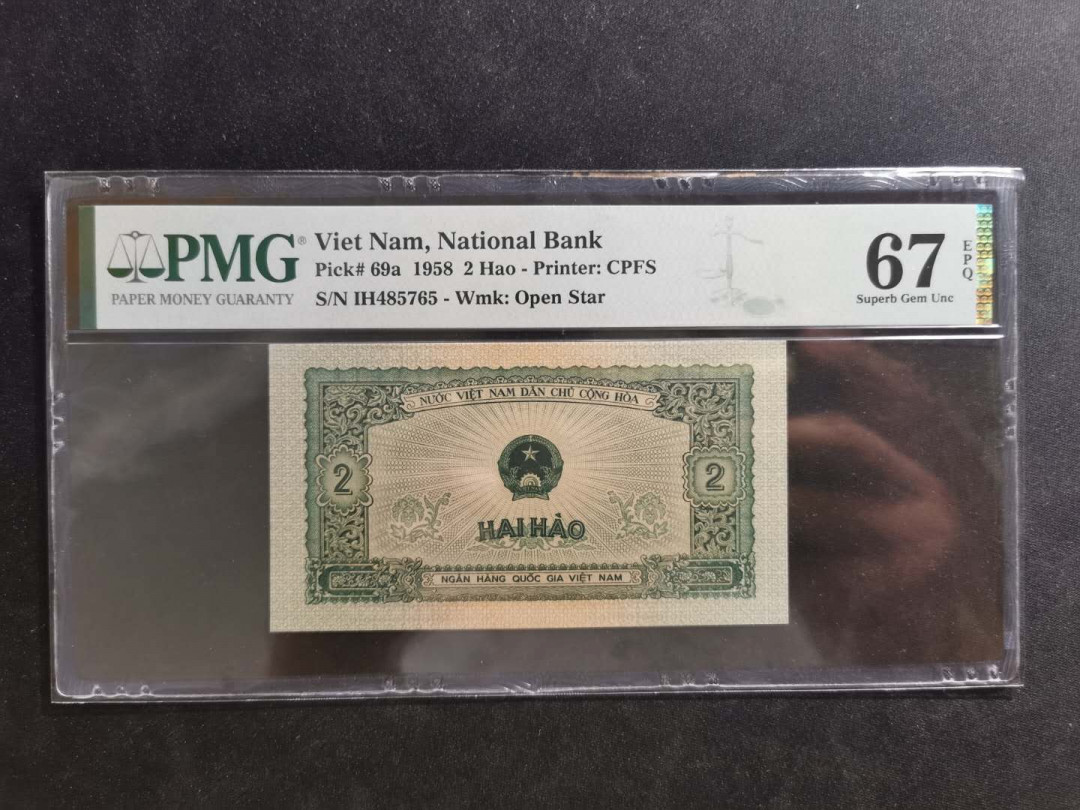 PMG®
PAPER MONEY GUARANTY
Viet Nam, National Bank
Pick# 69a 1958 2 Hao - Printer: CPFS
S/N IH485765 - Wmk: Open Star
67
EPQ
Superb Gem Unc
NƯỚC VIỆT NAM DÂN CHỦ CỘNG HÒA
2
2
HAI HÀO
NGÂN HÀNG QUỐC GIA VIỆT NAM